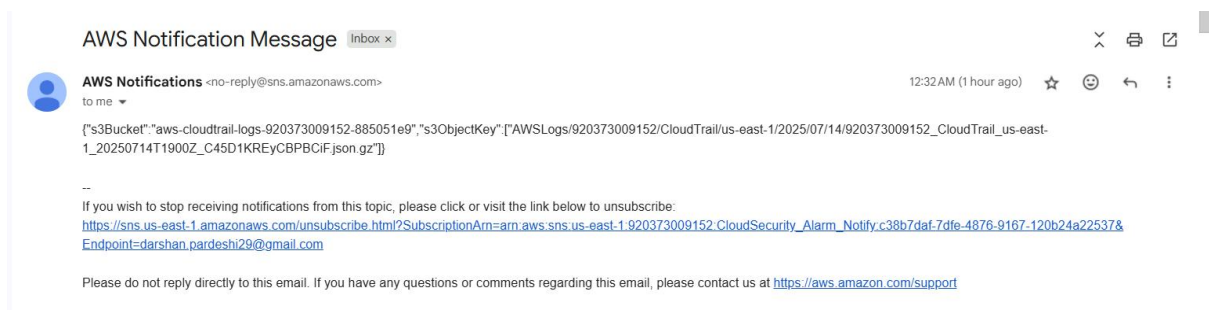 AWS Notification Message Inbox x
AWS Notifications <no-reply@sns.amazonaws.com> 12:32 AM (1 hour ago)
to me
{"s3Bucket":"aws-cloudtrail-logs-920373009152-885051e9","s3ObjectKey":["AWSLogs/920373009152/CloudTrail/us-east-1/2025/07/14/920373009152_CloudTrail_us-east-
1_20250714T1900Z_C45D1KREyCBPBCiF.json.gz"]}
--
If you wish to stop receiving notifications from this topic, please click or visit the link below to unsubscribe:
https://sns.us-east-1.amazonaws.com/unsubscribe.html?SubscriptionArn=arn:aws:sns:us-east-1:920373009152:CloudSecurity_Alarm_Notify:c38b7daf-7dfe-4876-9167-120b24a22537&
Endpoint=darshan.pardeshi29@gmail.com
Please do not reply directly to this email. If you have any questions or comments regarding this email, please contact us at https://aws.amazon.com/support